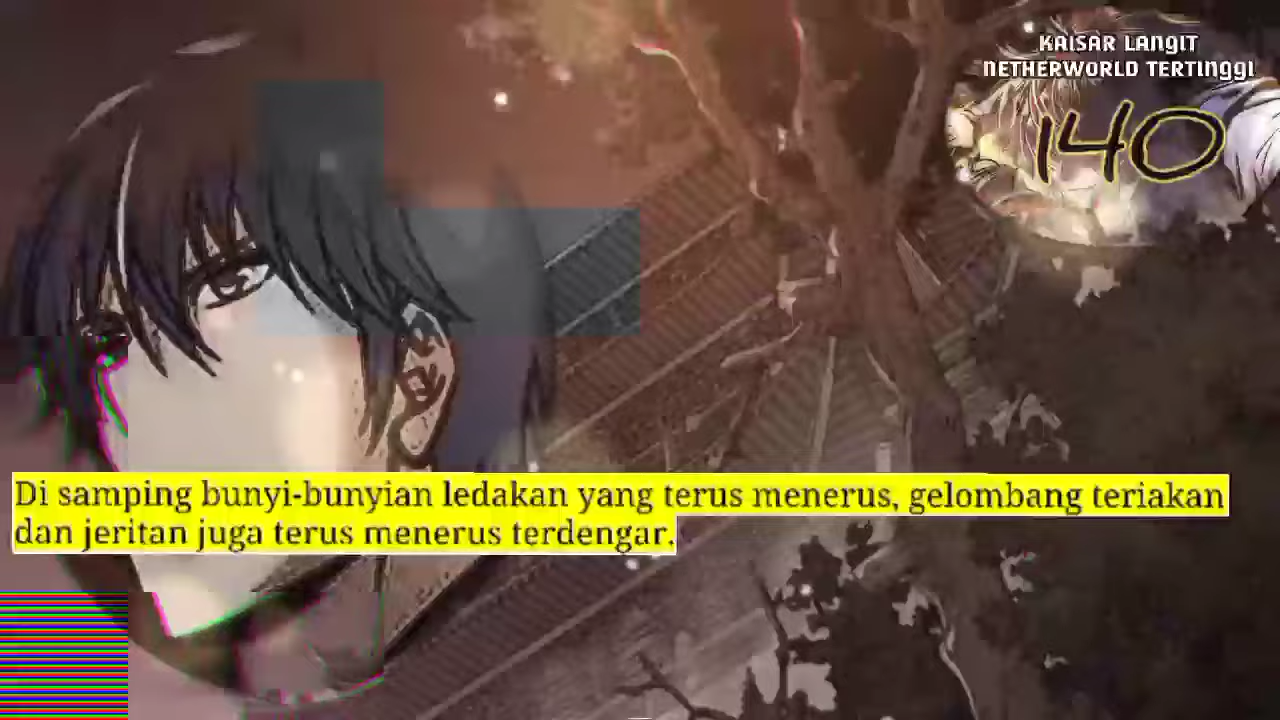 KAISAR LANGIT
NETHERWORLD TERTINGGI
140
Di samping bunyi-bunyian ledakan yang terus menerus, gelombang teriakan
dan jeritan juga terus menerus terdengar.